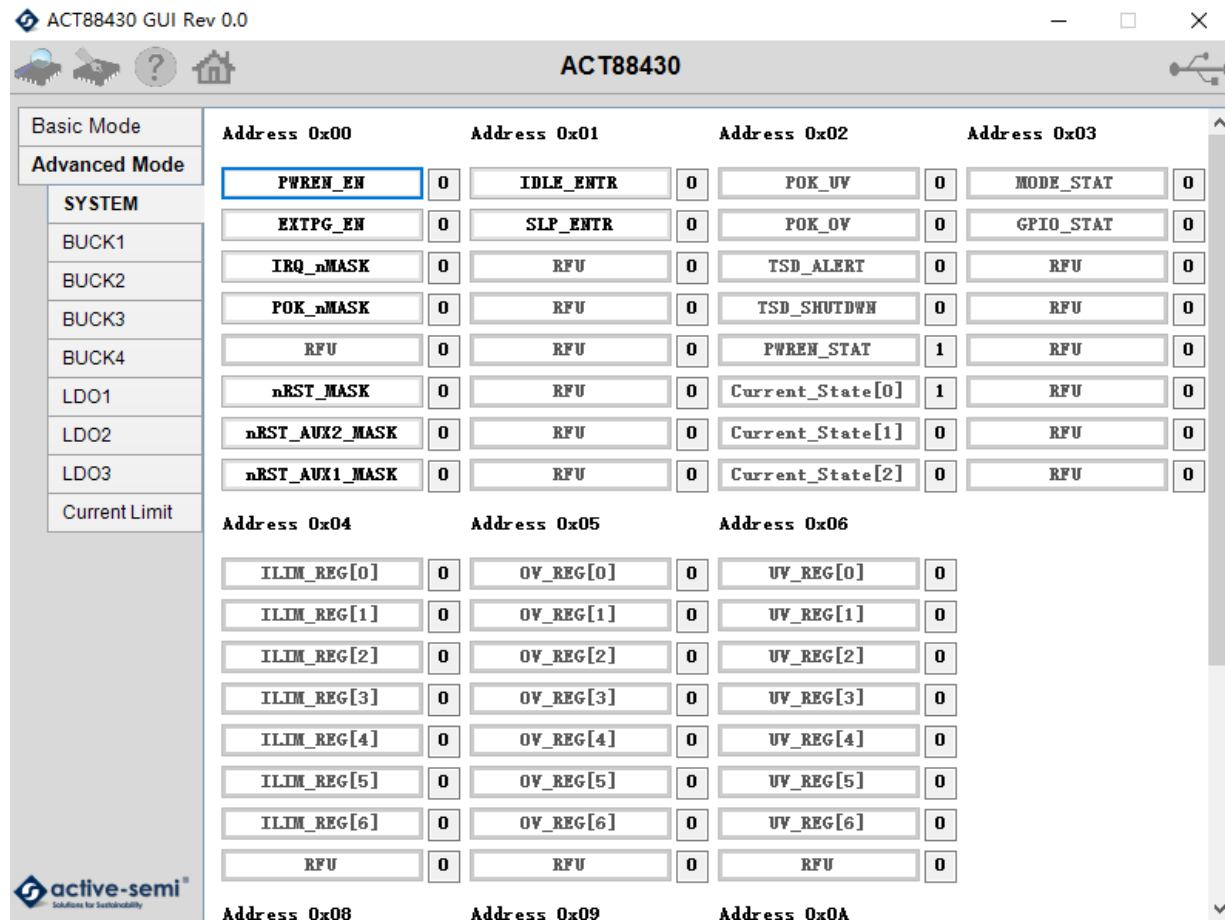 ACT88430 GUI Rev 0.0
ACT88430
Basic Mode
Advanced Mode
SYSTEM
BUCK1
BUCK2
BUCK3
BUCK4
LDO1
LDO2
LDO3
Current Limit
Address 0x00 Address 0x01 Address 0x02 Address 0x03
PWREN_EN 0 IDLE_ENTR 0 POK_UV 0 MODE_STAT 0
EXTPG_EN 0 SLP_ENTR 0 POK_OV 0 GPIO_STAT 0
IRQ_nMASK 0 RFU 0 TSD_ALERT 0 RFU 0
POK_nMASK 0 RFU 0 TSD_SHUTDWN 0 RFU 0
RFU 0 RFU 0 PWREN_STAT 1 RFU 0
nRST_MASK 0 RFU 0 Current_State[0] 1 RFU 0
nRST_AUX2_MASK 0 RFU 0 Current_State[1] 0 RFU 0
nRST_AUX1_MASK 0 RFU 0 Current_State[2] 0 RFU 0
Address 0x04 Address 0x05 Address 0x06
ILIM_REG[0] 0 OV_REG[0] 0 UV_REG[0] 0
ILIM_REG[1] 0 OV_REG[1] 0 UV_REG[1] 0
ILIM_REG[2] 0 OV_REG[2] 0 UV_REG[2] 0
ILIM_REG[3] 0 OV_REG[3] 0 UV_REG[3] 0
ILIM_REG[4] 0 OV_REG[4] 0 UV_REG[4] 0
ILIM_REG[5] 0 OV_REG[5] 0 UV_REG[5] 0
ILIM_REG[6] 0 OV_REG[6] 0 UV_REG[6] 0
RFU 0 RFU 0 RFU 0
Address 0x08 Address 0x09 Address 0x0A
active-semi®
Solutions for Sustainability